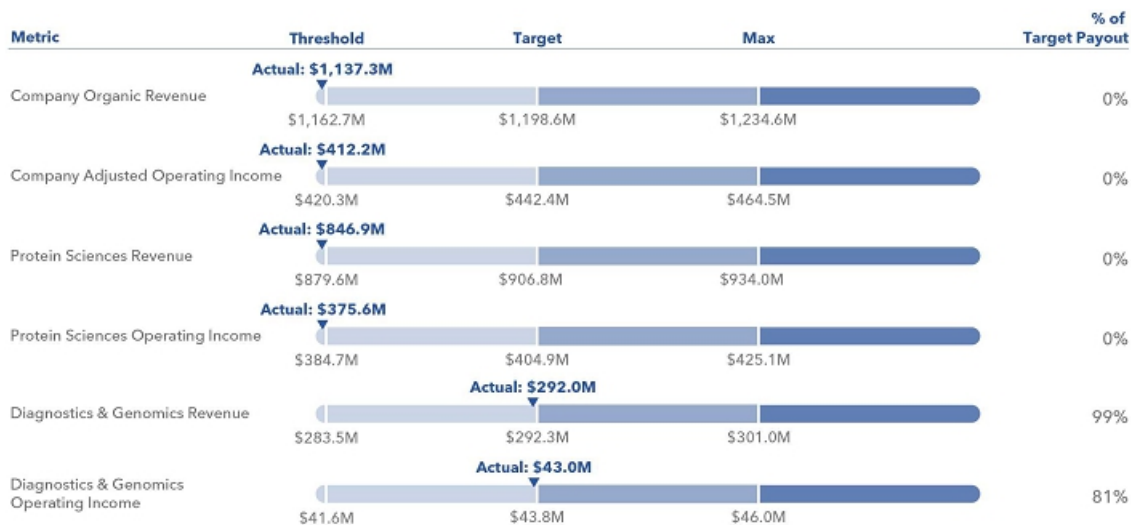 % of
Metric Threshold Target Max Target Payout
Actual: $1,137.3M
Company Organic Revenue 0%
$1,162.7M $1,198.6M $1,234.6M
Actual: $412.2M
Company Adjusted Operating Income 0%
$420.3M $442.4M $464.5M
Actual: $846.9M
Protein Sciences Revenue 0%
$879.6M $906.8M $934.0M
Actual: $375.6M
Protein Sciences Operating Income 0%
$384.7M $404.9M $425.1M
Actual: $292.0M
Diagnostics & Genomics Revenue 99%
$283.5M $292.3M $301.0M
Actual: $43.0M
Diagnostics & Genomics
Operating Income 81%
$41.6M $43.8M $46.0M